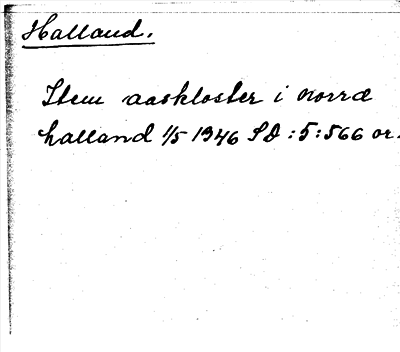 Halland.
Item aaskloster i norra
halland 1/5 1346 SD:5:566 or.